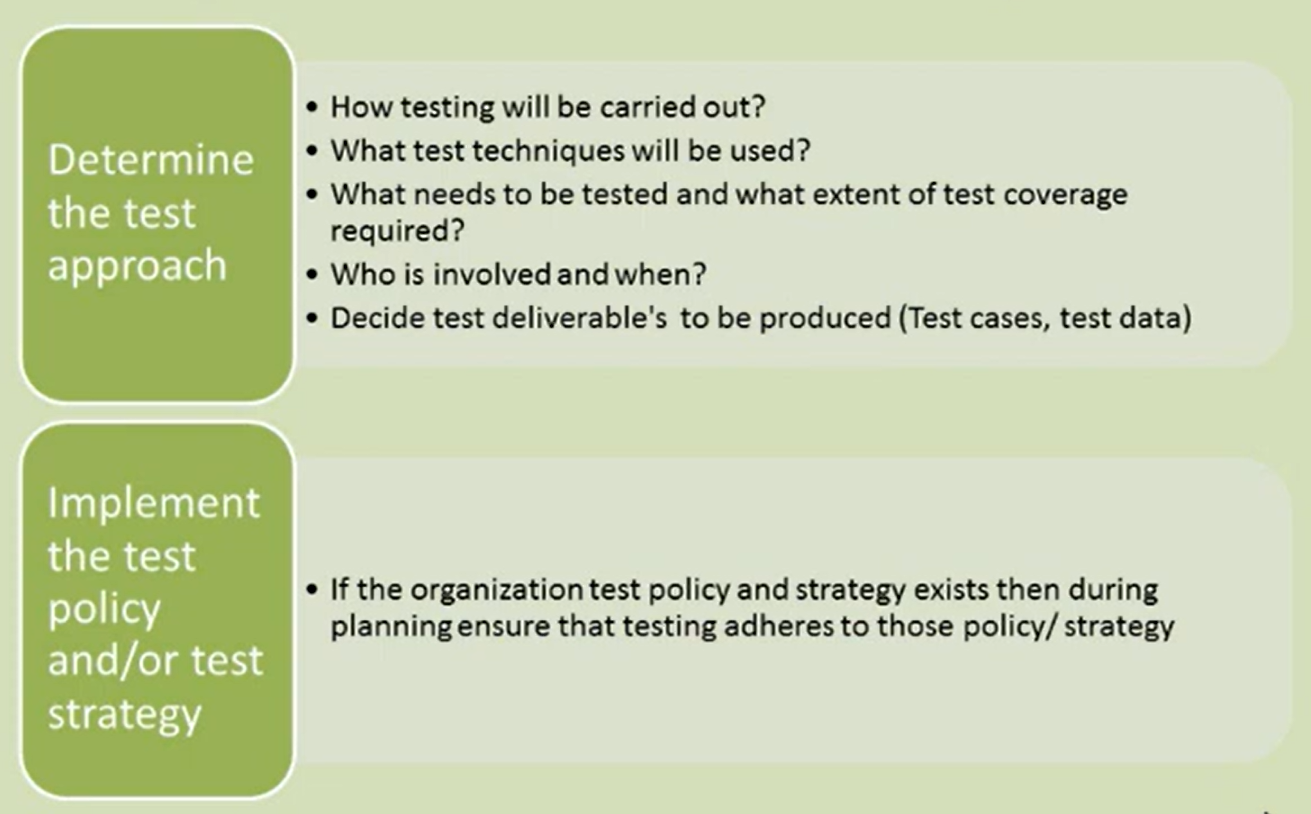 Determine
the test
approach
• How testing will be carried out?
• What test techniques will be used?
• What needs to be tested and what extent of test coverage
required?
• Who is involved and when?
• Decide test deliverable's to be produced (Test cases, test data)
Implement
the test
policy
and/or test
strategy
• If the organization test policy and strategy exists then during
planning ensure that testing adheres to those policy/ strategy